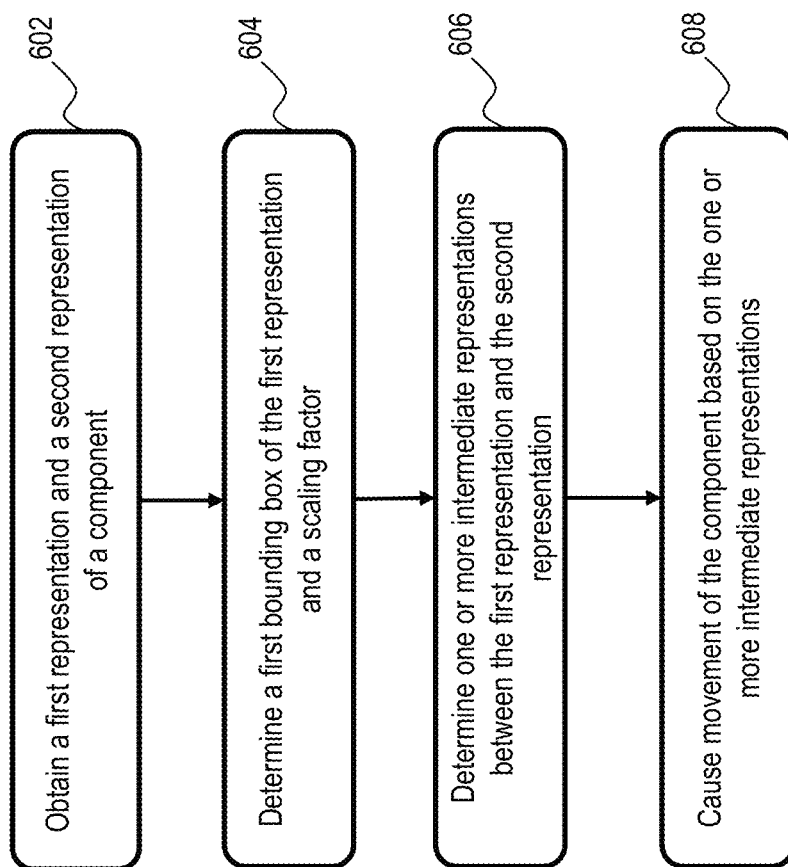 602
Obtain a first representation and a second representation
of a component
604
Determine a first bounding box of the first representation
and a scaling factor
606
Determine one or more intermediate representations
between the first representation and the second
representation
608
Cause movement of the component based on the one or
more intermediate representations